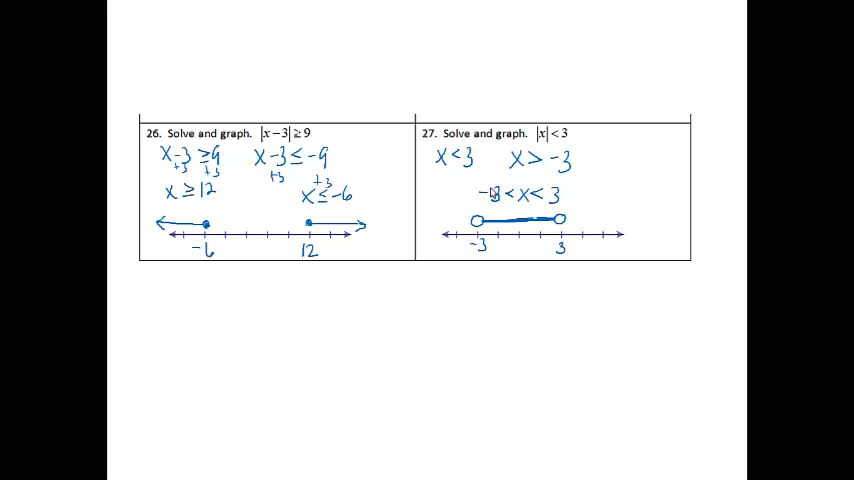 26. Solve and graph. |x−3| ≥ 9
x-3 ≥ 9 x-3 ≤ -9
+3 +3 +3 +3
x ≥ 12 x ≤ -6
-6 12
27. Solve and graph. |x| < 3
x < 3 x > -3
-3 < x < 3
-3 3